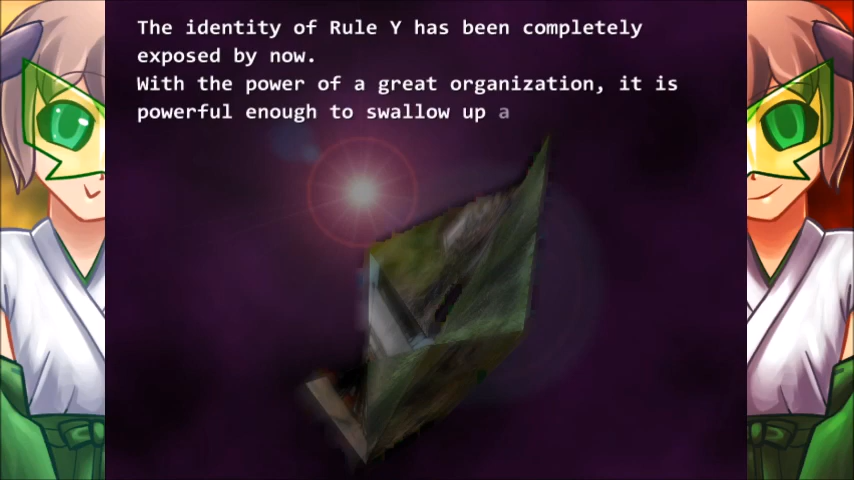 The identity of Rule Y has been completely
exposed by now.
With the power of a great organization, it is
powerful enough to swallow up a